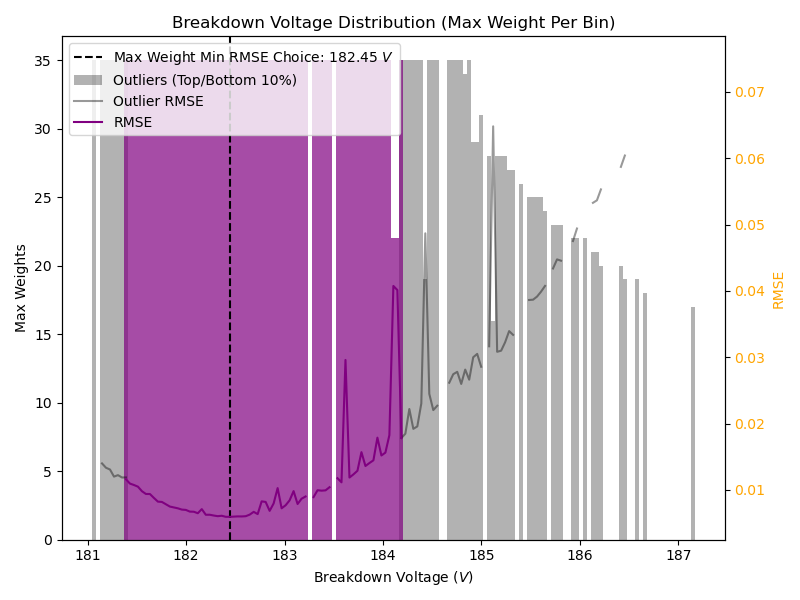 Breakdown Voltage Distribution (Max Weight Per Bin)
Max Weight Min RMSE Choice: 182.45 V
Outliers (Top/Bottom 10%)
Outlier RMSE
RMSE
35
30
25
20
15
10
5
0
Max Weights
0.07
0.06
0.05
0.04
0.03
0.02
0.01
RMSE
181 182 183 184 185 186 187
Breakdown Voltage (V)